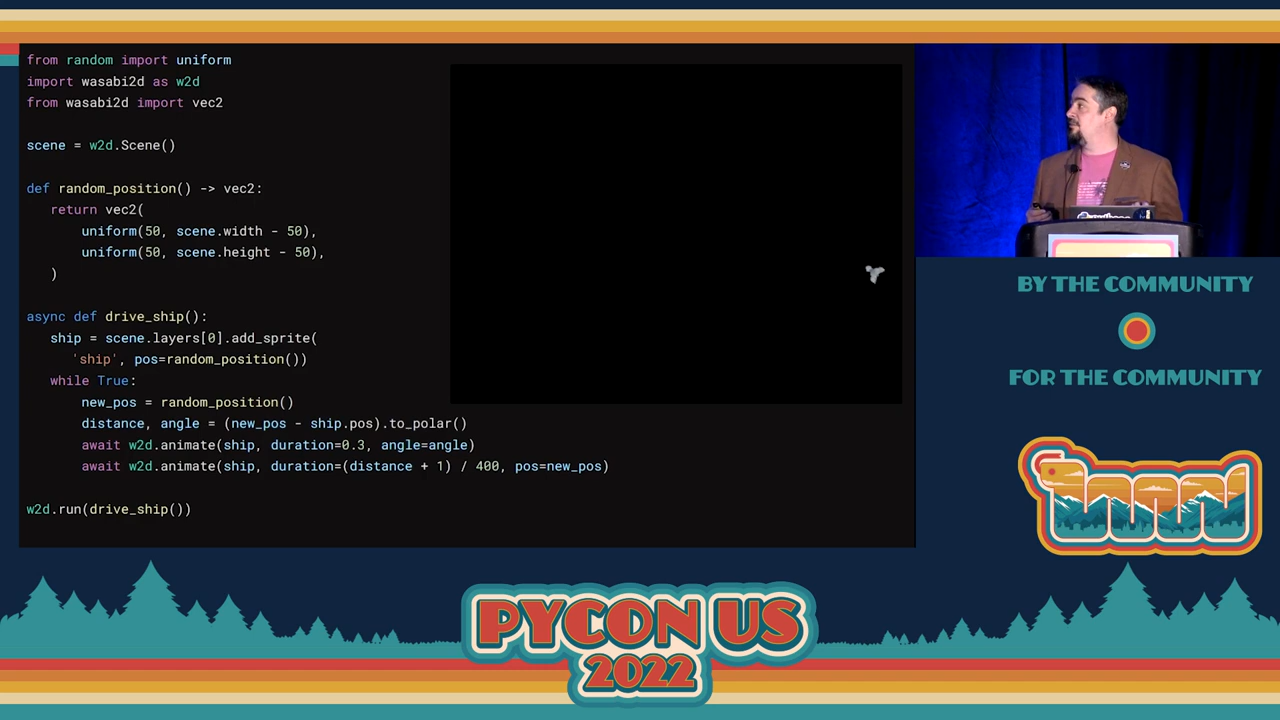 from random import uniform
import wasabi2d as w2d
from wasabi2d import vec2
scene = w2d.Scene()
def random_position() -> vec2:
return vec2(
uniform(50, scene.width - 50),
uniform(50, scene.height - 50),
)
async def drive_ship():
ship = scene.layers[0].add_sprite(
'ship', pos=random_position())
while True:
new_pos = random_position()
distance, angle = (new_pos - ship.pos).to_polar()
await w2d.animate(ship, duration=0.3, angle=angle)
await w2d.animate(ship, duration=(distance + 1) / 400, pos=new_pos)
w2d.run(drive_ship())
BY THE COMMUNITY
FOR THE COMMUNITY
PYCON US
2022